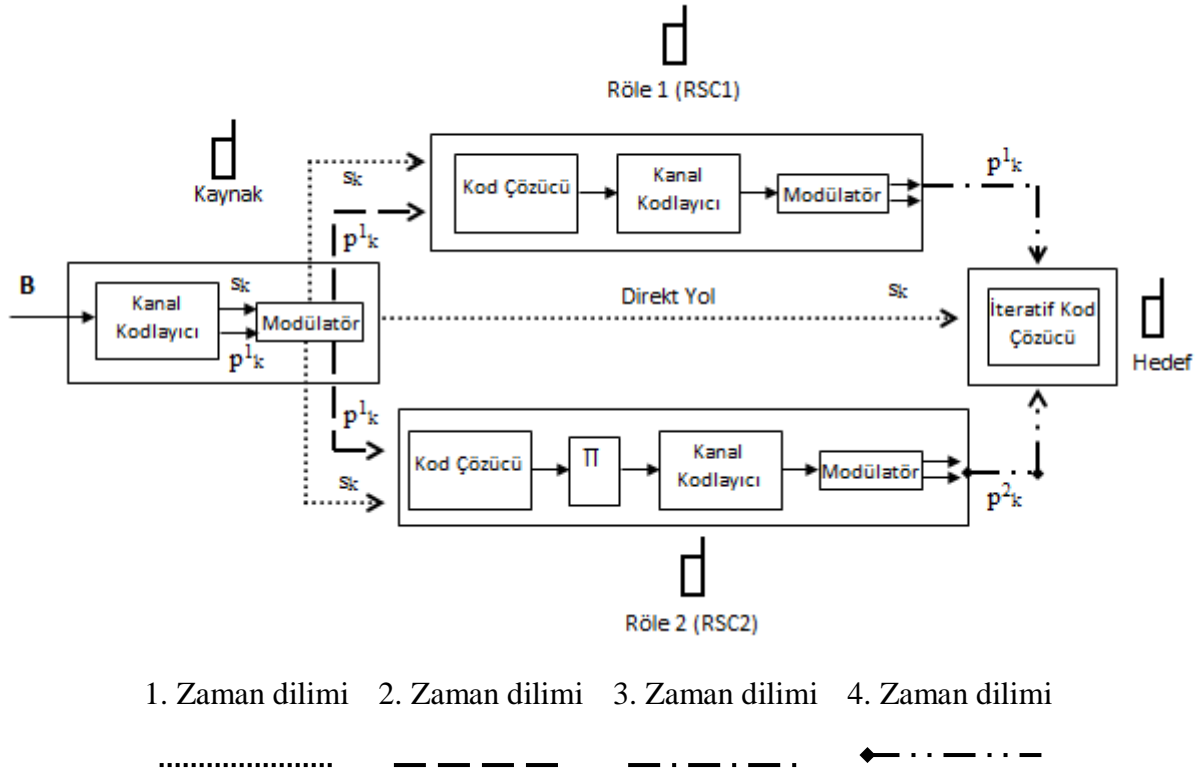 Röle 1 (RSC1)
Kaynak
sₖ
p¹ₖ
Kod Çözücü
Kanal
Kodlayıcı
Modülatör
p¹ₖ
B
Kanal
Kodlayıcı
sₖ
p¹ₖ
Modülatör
Direkt Yol
sₖ
İteratif Kod
Çözücü
Hedef
p¹ₖ
sₖ
Kod Çözücü
Π
Kanal
Kodlayıcı
Modülatör
p²ₖ
Röle 2 (RSC2)
1. Zaman dilimi 2. Zaman dilimi 3. Zaman dilimi 4. Zaman dilimi